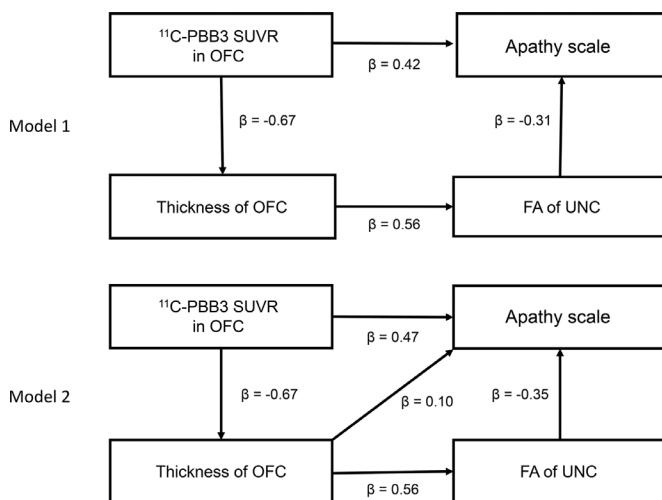 ¹¹C-PBB3 SUVR
in OFC
Apathy scale
β = 0.42
Model 1
β = -0.67
β = -0.31
Thickness of OFC
FA of UNC
β = 0.56
¹¹C-PBB3 SUVR
in OFC
Apathy scale
β = 0.47
Model 2
β = -0.67
β = 0.10
β = -0.35
Thickness of OFC
FA of UNC
β = 0.56